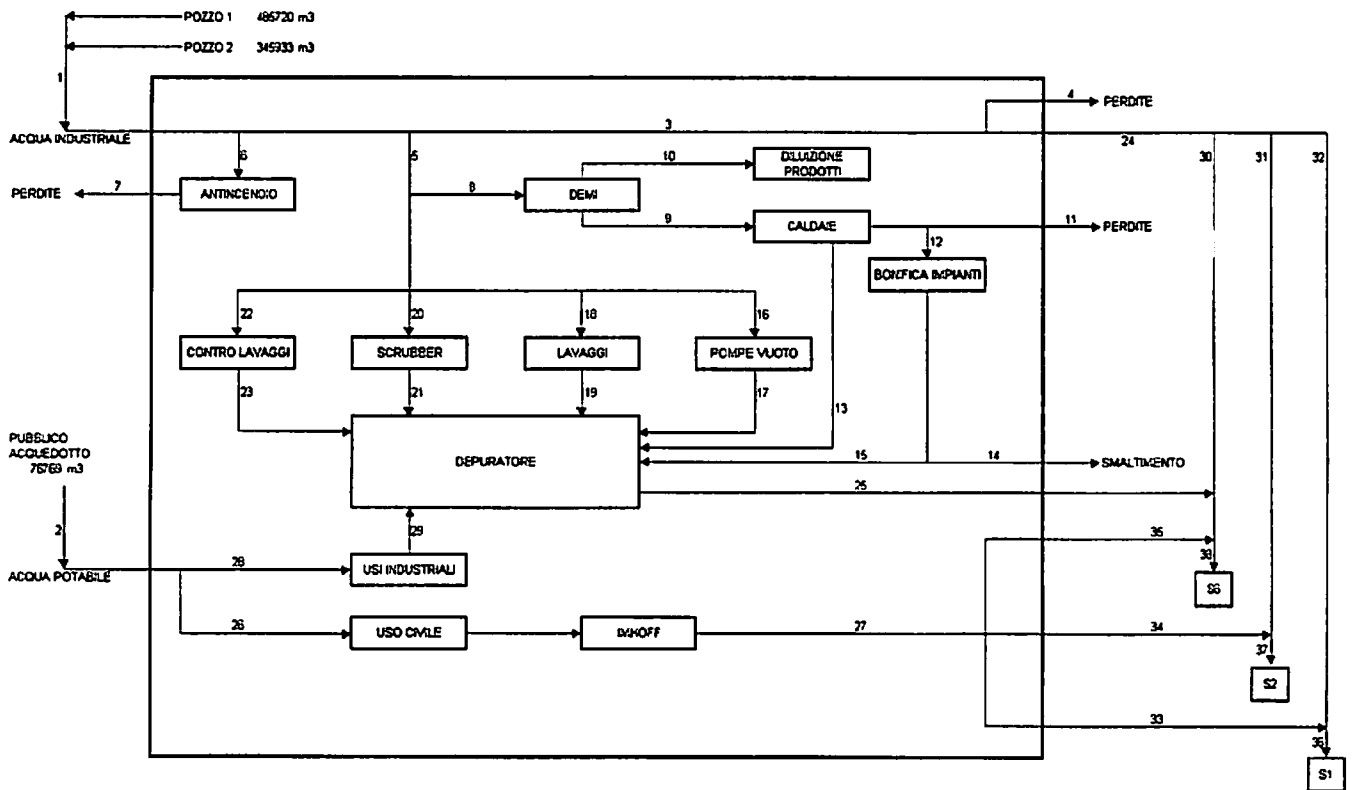 POZZO 1 485720 m3
POZZO 2 345933 m3
1
4 PERDITE
ACQUA INDUSTRIALE
3
24
6
5
30
31
32
10
DILUIZIONE
PRODOTTI
PERDITE 7
ANTINCENDIO
8
DEMI
9
CALDAIE
11 PERDITE
12
BONIFICA IMPIANTI
22
20
18
16
CONTRO LAVAGGI
SCRUBBER
LAVAGGI
POMPE VUOTO
23
21
19
17
13
PUBBLICO
ACQUEDOTTO
76769 m3
DEPURATORE
15
14
SMALTIMENTO
25
2
29
35
38
ACQUA POTABILE
28
USI INDUSTRIALI
S6
26
USO CIVILE
IMHOFF
27
34
37
S2
33
36
S1